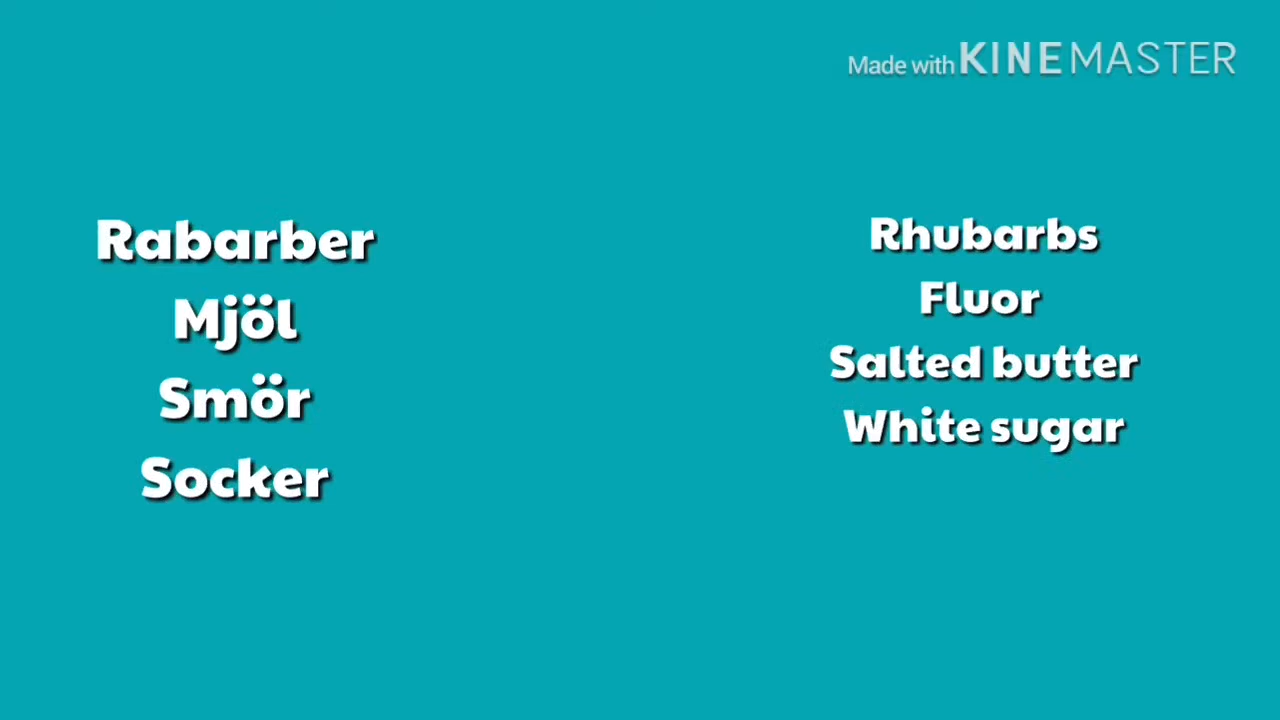 Made with KINEMASTER
Rabarber
Mjöl
Smör
Socker
Rhubarbs
Fluor
Salted butter
White sugar